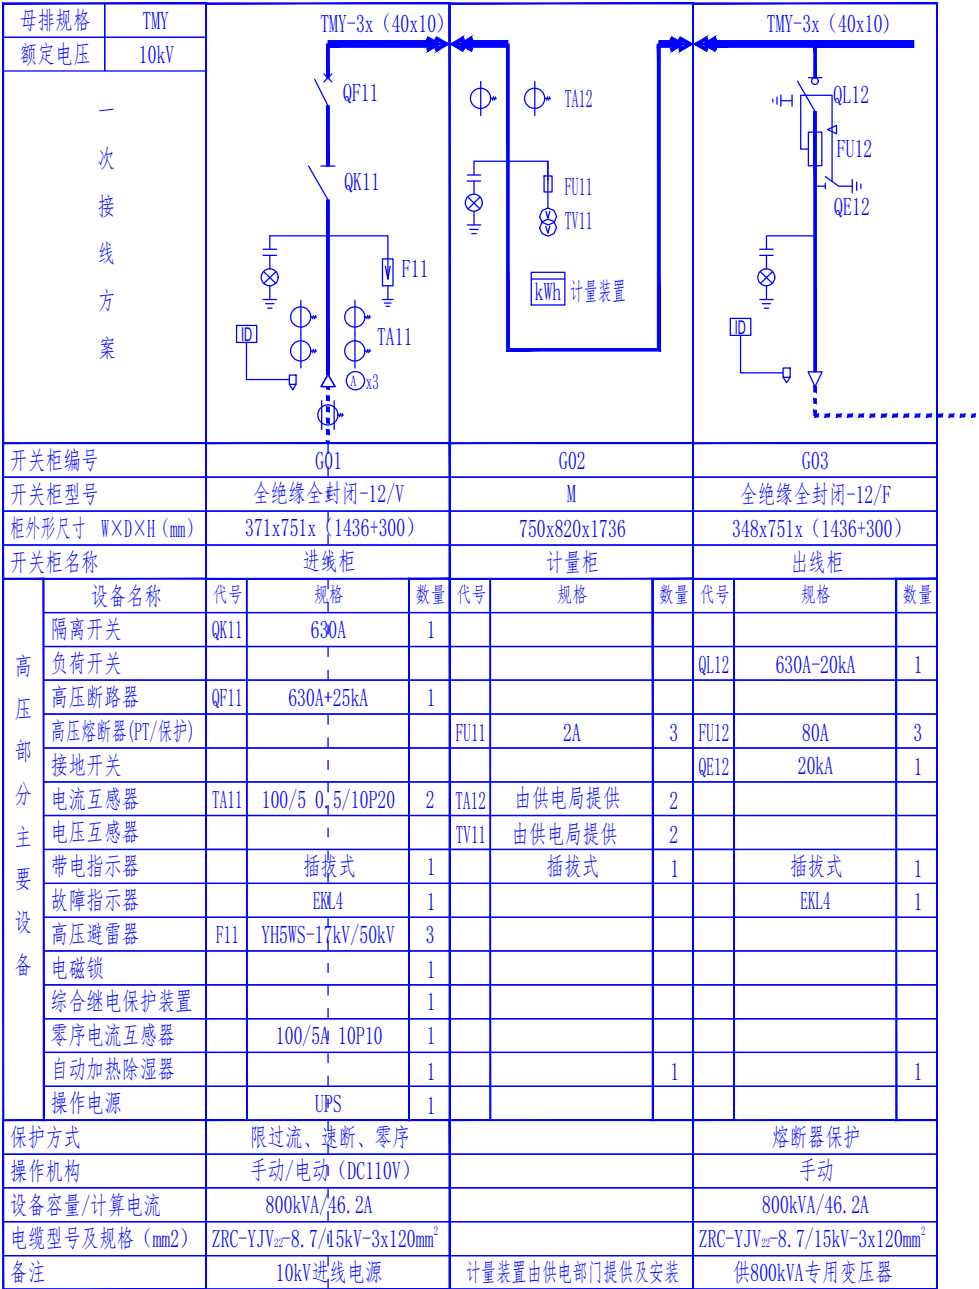 母排规格 TMY
额定电压 10kV
一次接线方案
TMY-3x（40x10）
QF11
QK11
F11
TA11
ID
A x3
TA12
FU11
TV11
kWh 计量装置
TMY-3x（40x10）
QL12
FU12
QE12
ID
开关柜编号 G01 G02 G03
开关柜型号 全绝缘全封闭-12/V M 全绝缘全封闭-12/F
柜外形尺寸 W×D×H(mm) 371x751x（1436+300） 750x820x1736 348x751x（1436+300）
开关柜名称 进线柜 计量柜 出线柜
高压部分主要设备
设备名称 代号 规格 数量 代号 规格 数量 代号 规格 数量
隔离开关 QK11 630A 1
负荷开关 QL12 630A-20kA 1
高压断路器 QF11 630A+25kA 1
高压熔断器(PT/保护) FU11 2A 3 FU12 80A 3
接地开关 QE12 20kA 1
电流互感器 TA11 100/5 0.5/10P20 2 TA12 由供电局提供 2
电压互感器 TV11 由供电局提供 2
带电指示器 插拔式 1 插拔式 1 插拔式 1
故障指示器 EKL4 1 EKL4 1
高压避雷器 F11 YH5WS-17kV/50kV 3
电磁锁 1
综合继电保护装置 1
零序电流互感器 100/5A 10P10 1
自动加热除湿器 1 1 1
操作电源 UPS 1
保护方式 限过流、速断、零序 熔断器保护
操作机构 手动/电动（DC110V） 手动
设备容量/计算电流 800kVA/46.2A 800kVA/46.2A
电缆型号及规格（mm2） ZRC-YJV₂₂-8.7/15kV-3x120mm² ZRC-YJV₂₂-8.7/15kV-3x120mm²
备注 10kV进线电源 计量装置由供电部门提供及安装 供800kVA专用变压器